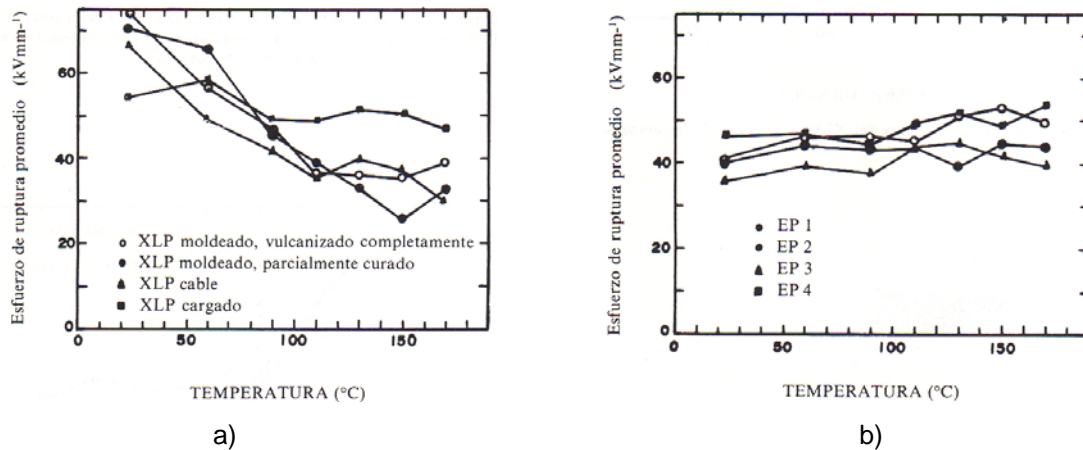 Esfuerzo de ruptura promedio (kVmm-¹)
60
40
20
0
○ XLP moldeado, vulcanizado completamente
● XLP moldeado, parcialmente curado
▲ XLP cable
■ XLP cargado
0 50 100 150
TEMPERATURA (°C)
a)
Esfuerzo de ruptura promedio (kVmm-¹)
60
40
20
0
● EP 1
● EP 2
▲ EP 3
■ EP 4
0 50 100 150
TEMPERATURA (°C)
b)